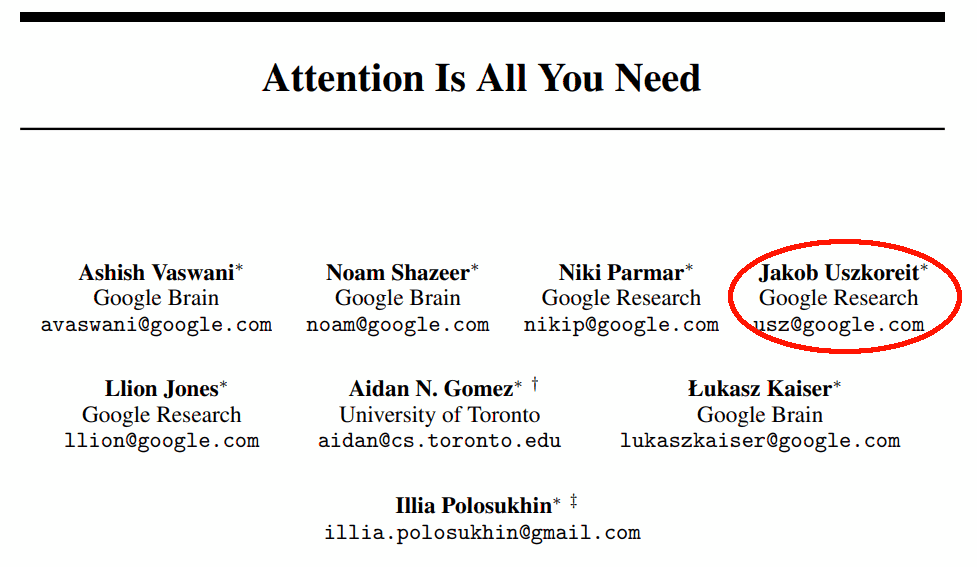 Attention Is All You Need
Ashish Vaswani* Noam Shazeer* Niki Parmar* Jakob Uszkoreit*
Google Brain Google Brain Google Research Google Research
avaswani@google.com noam@google.com nikip@google.com usz@google.com
Llion Jones* Aidan N. Gomez* † Łukasz Kaiser*
Google Research University of Toronto Google Brain
llion@google.com aidan@cs.toronto.edu lukaszkaiser@google.com
Illia Polosukhin* ‡
illia.polosukhin@gmail.com